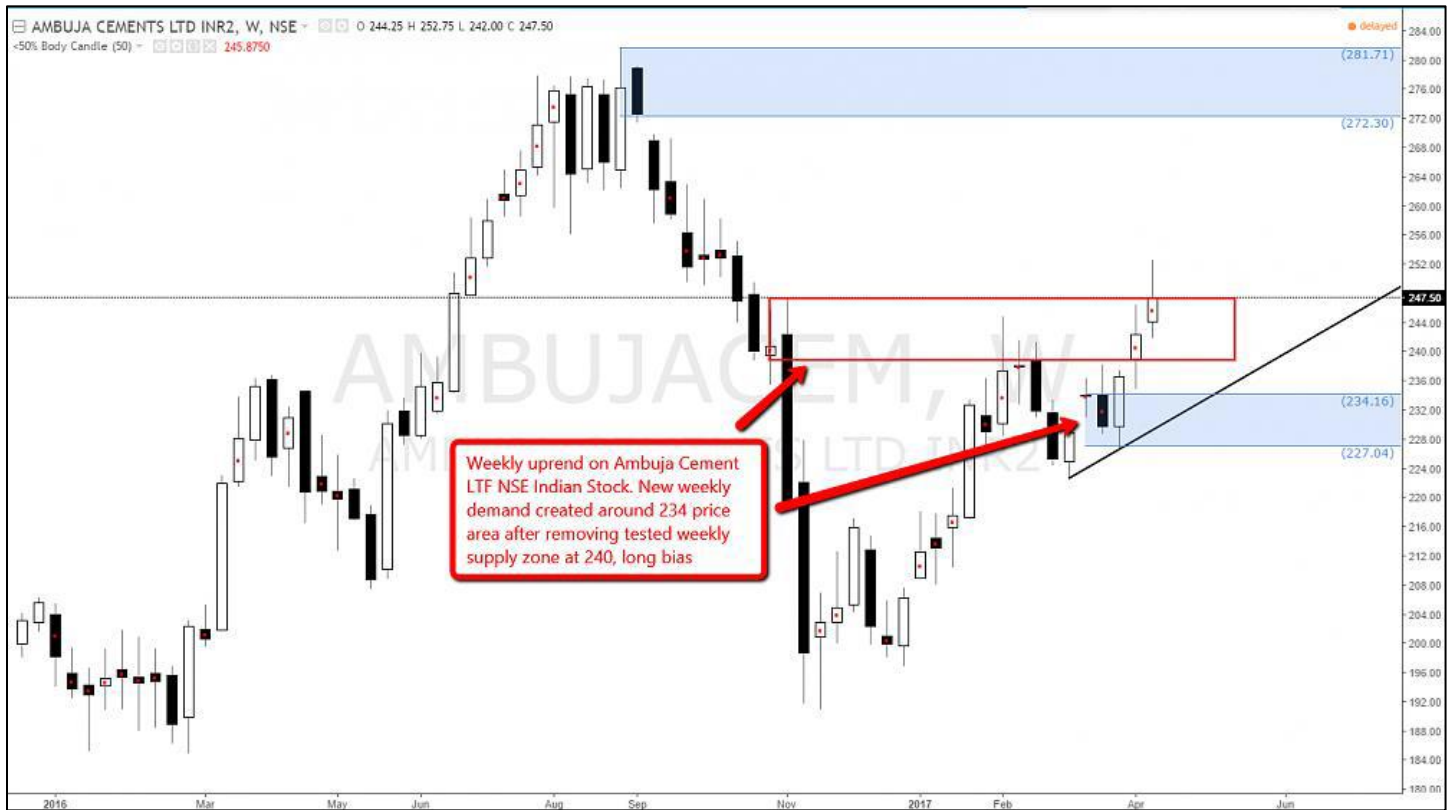 AMBUJA CEMENTS LTD INR2, W, NSE O 244.25 H 252.75 L 242.00 C 247.50
<50% Body Candle (50) 245.8750
delayed
284.00
(281.71)
280.00
276.00
272.00
(272.30)
268.00
264.00
260.00
256.00
252.00
247.50
244.00
240.00
236.00
(234.16)
232.00
228.00
(227.04)
224.00
220.00
216.00
212.00
208.00
204.00
200.00
196.00
192.00
188.00
184.00
180.00
AMBUJACEM, W
AMBUJA CEMENTS LTD INR2
Weekly uprend on Ambuja Cement
LTF NSE Indian Stock. New weekly
demand created around 234 price
area after removing tested weekly
supply zone at 240, long bias
2016 Mar May Jun Aug Sep Nov 2017 Feb Apr Jun